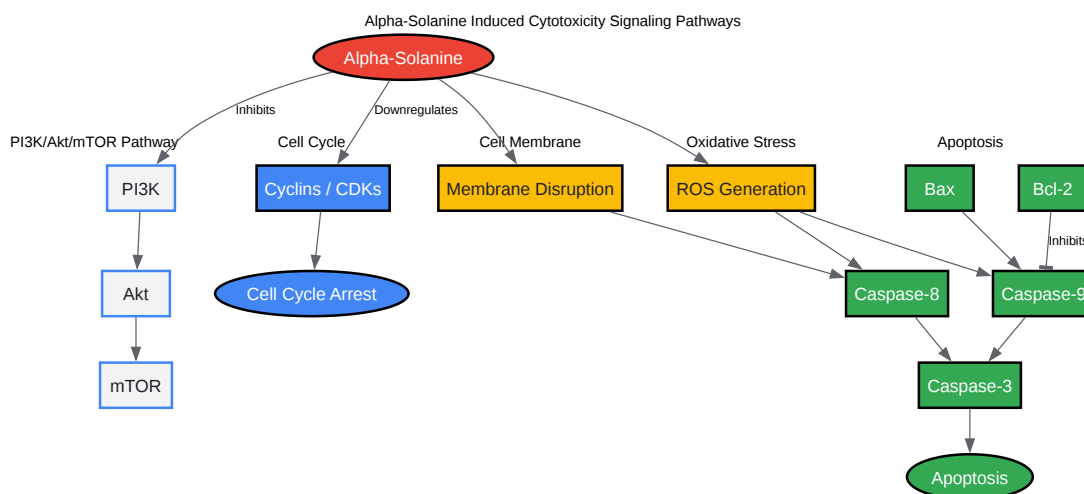 Alpha-Solanine Induced Cytotoxicity Signaling Pathways
Alpha-Solanine
Inhibits
Downregulates
PI3K/Akt/mTOR Pathway
Cell Cycle
Cell Membrane
Oxidative Stress
Apoptosis
PI3K
Cyclins / CDKs
Membrane Disruption
ROS Generation
Bax
Bcl-2
Inhibits
Akt
Cell Cycle Arrest
Caspase-8
Caspase-9
mTOR
Caspase-3
Apoptosis